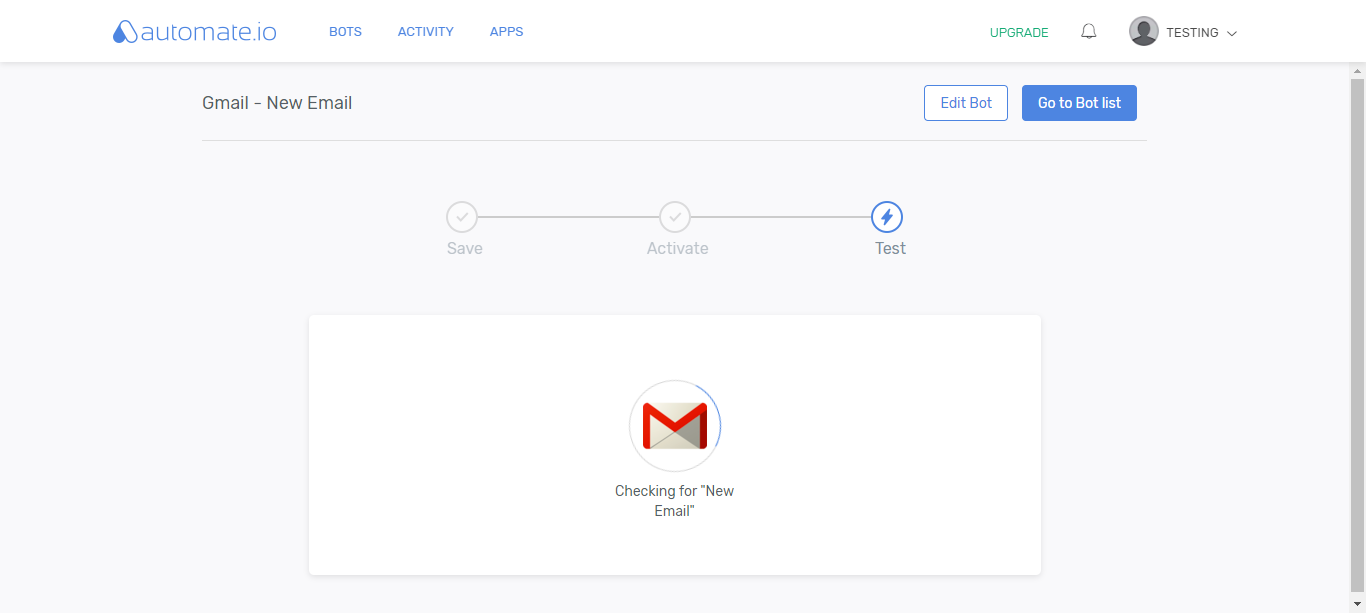 automate.io BOTS ACTIVITY APPS UPGRADE TESTING
Gmail - New Email Edit Bot Go to Bot list
Save Activate Test
Checking for "New
Email"